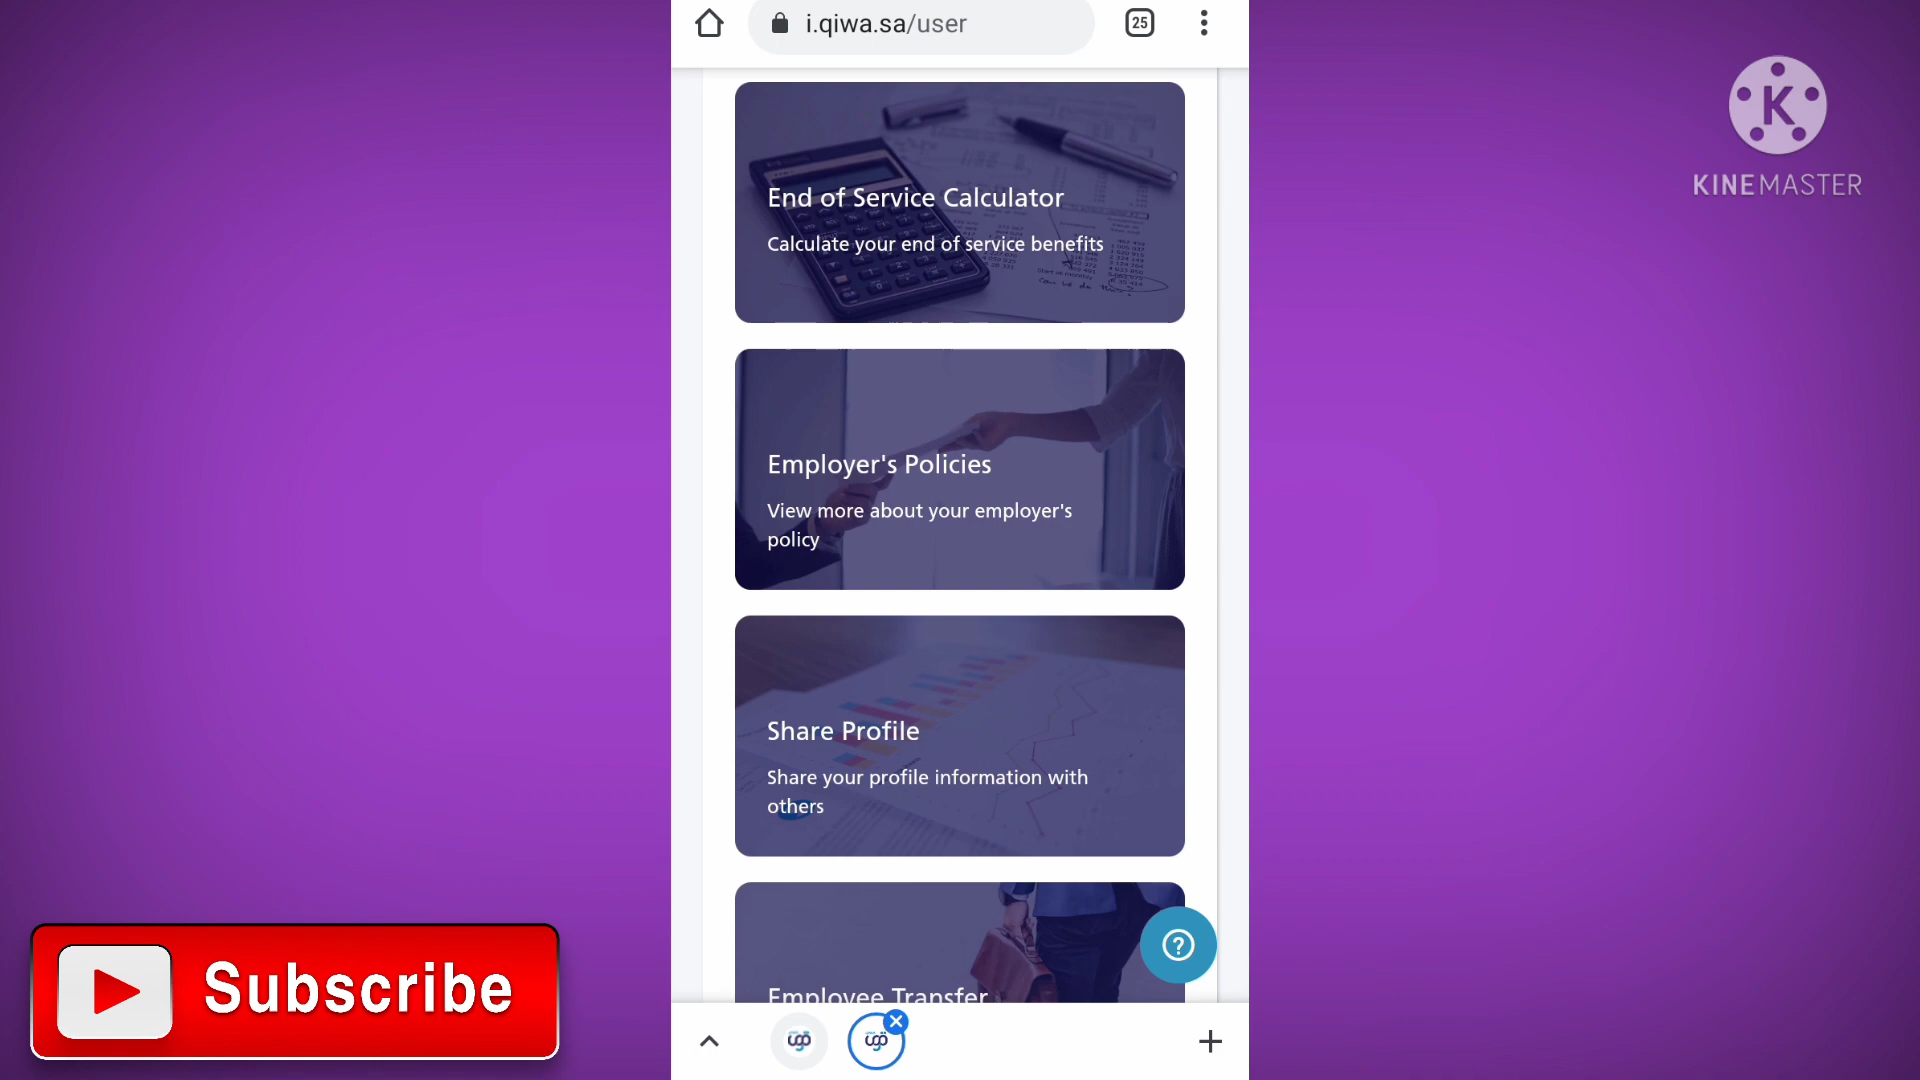 i.qiwa.sa/user
25
K
KINEMASTER
End of Service Calculator
Calculate your end of service benefits
Employer's Policies
View more about your employer's
policy
Share Profile
Share your profile information with
others
Employee Transfer
Subscribe